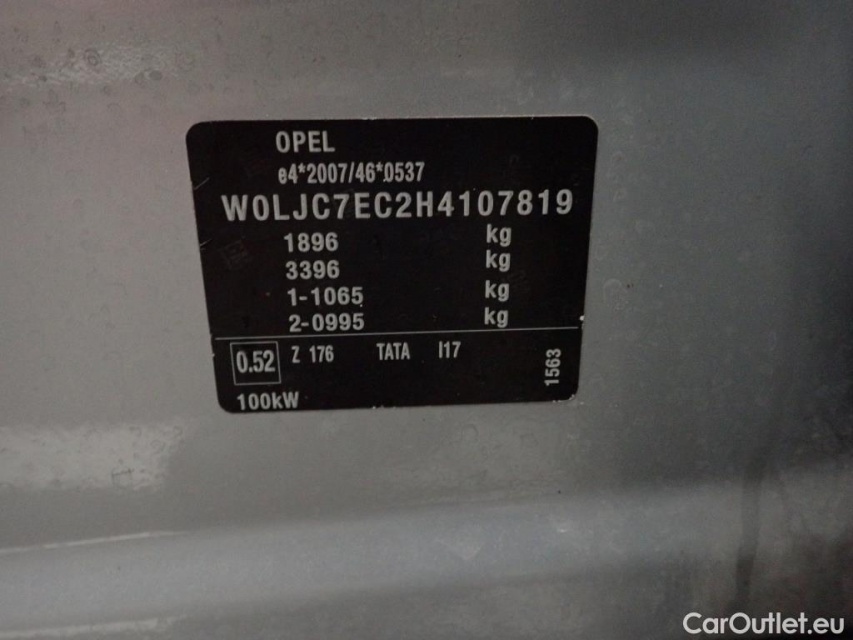 OPEL
e4*2007/46*0537
W0LJC7EC2H4107819
1896 kg
3396 kg
1-1065 kg
2-0995 kg
0.52 Z 176 TATA I17 1563
100kW
CarOutlet.eu